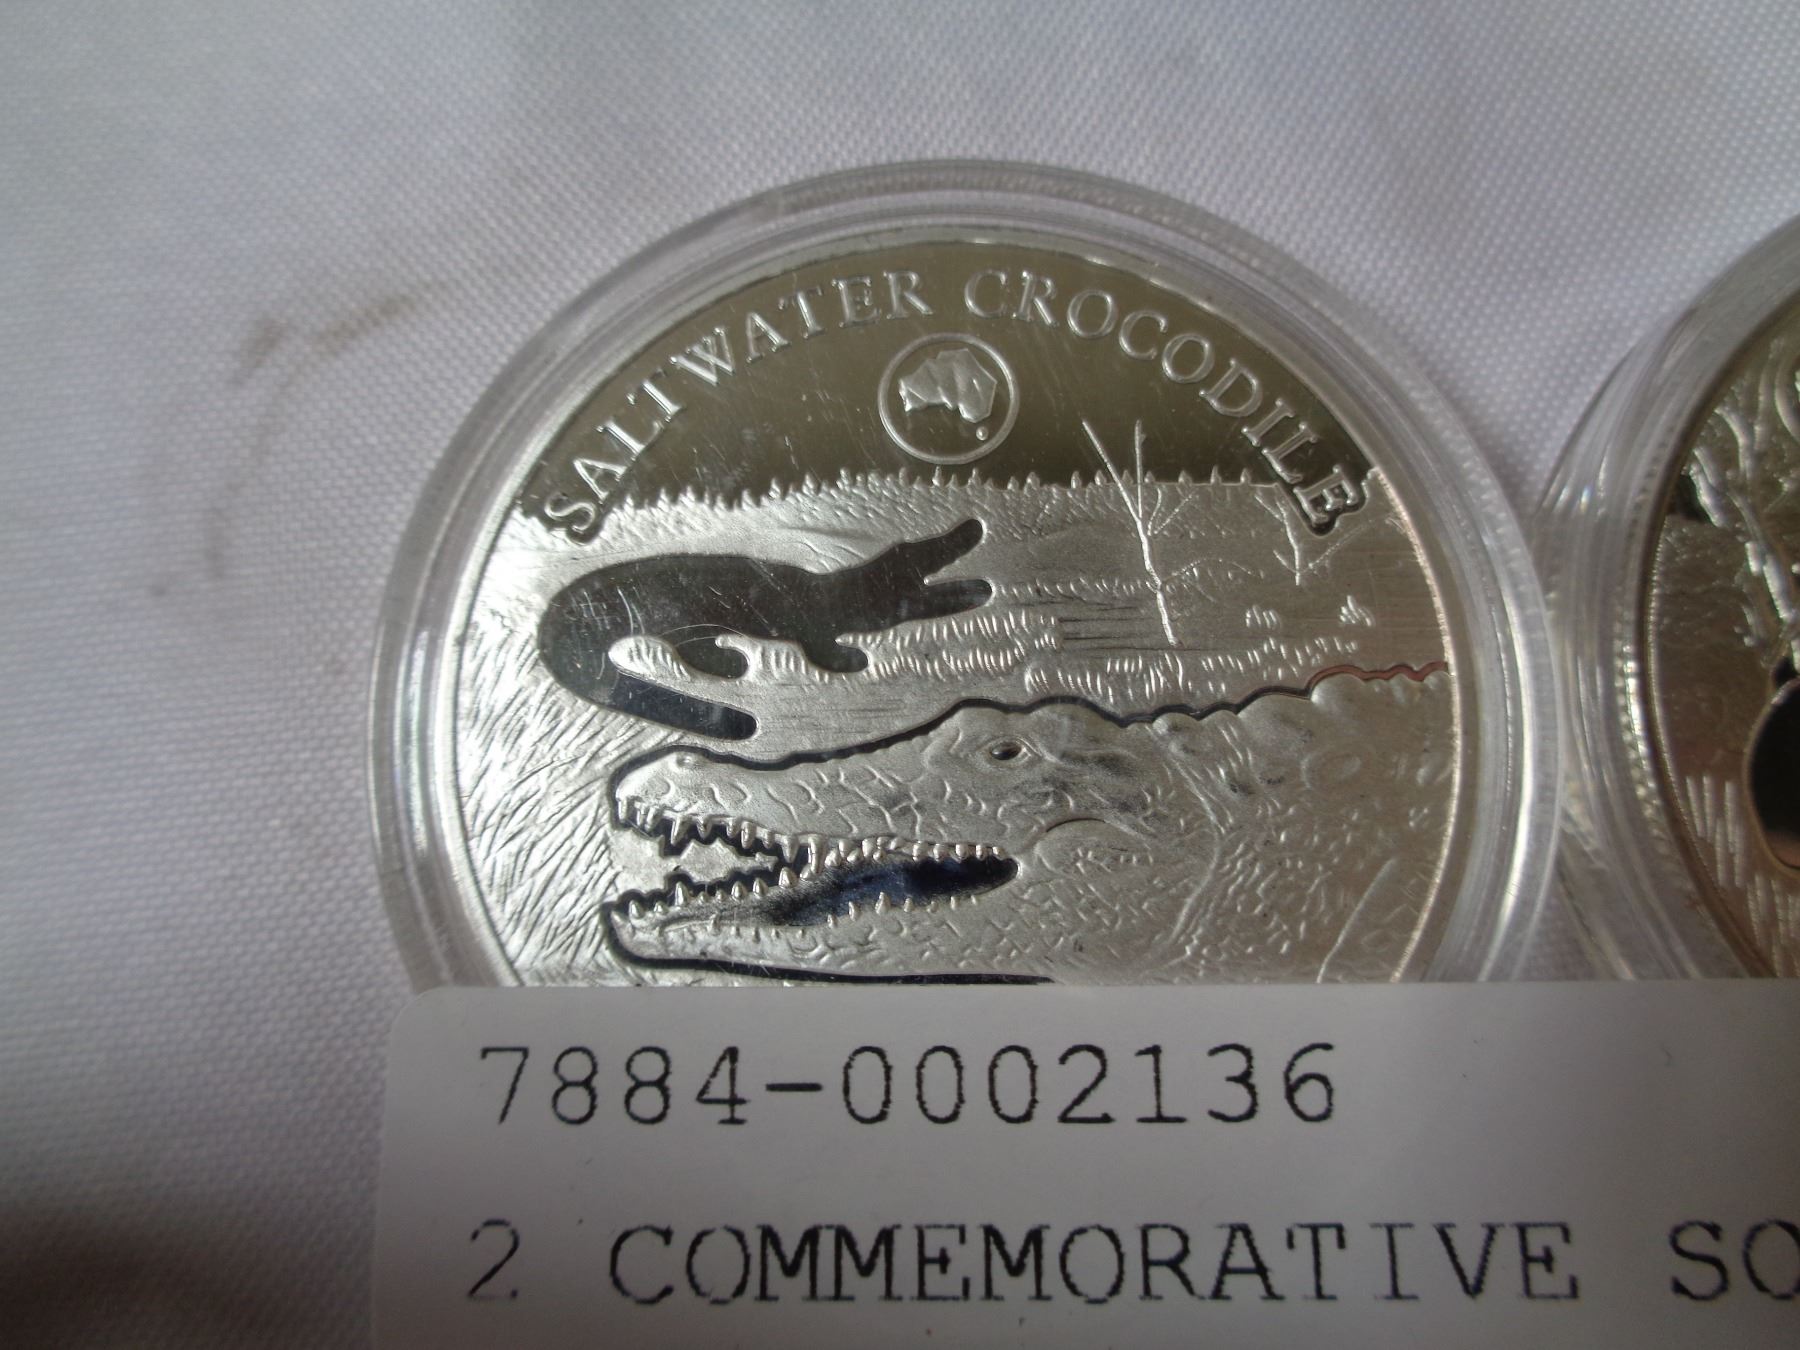 SALTWATER CROCODILE
7884-0002136
2 COMMEMORATIVE SO